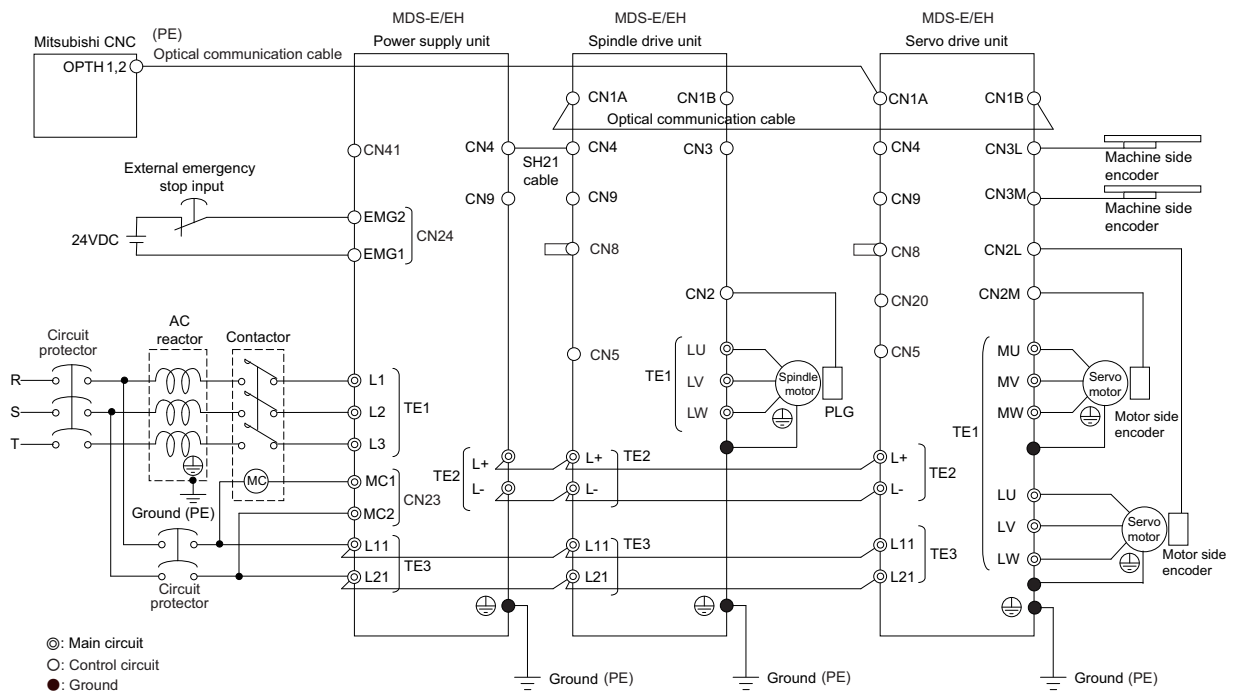 MDS-E/EH
MDS-E/EH
MDS-E/EH
Mitsubishi CNC
(PE)
Power supply unit
Spindle drive unit
Servo drive unit
Optical communication cable
OPTH 1,2
CN1A
CN1B
CN1A
CN1B
Optical communication cable
CN41
CN4
CN4
CN3
CN4
CN3L
SH21
cable
Machine side
encoder
External emergency
stop input
CN9
CN9
CN9
CN3M
Machine side
encoder
EMG2
CN24
24VDC
EMG1
CN8
CN8
CN2L
CN2
CN20
CN2M
Circuit
protector
AC
reactor
Contactor
CN5
CN5
TE1
LU
LV
LW
Spindle
motor
PLG
MU
MV
MW
Servo
motor
Motor side
encoder
R
S
T
L1
L2
L3
TE1
TE1
MC
MC1
MC2
CN23
TE2
L+
L-
L+
L-
TE2
L+
L-
TE2
LU
LV
LW
Servo
motor
Motor side
encoder
Ground (PE)
L11
L21
TE3
L11
L21
TE3
L11
L21
TE3
Circuit
protector
: Main circuit
: Control circuit
: Ground
Ground (PE)
Ground (PE)
Ground (PE)